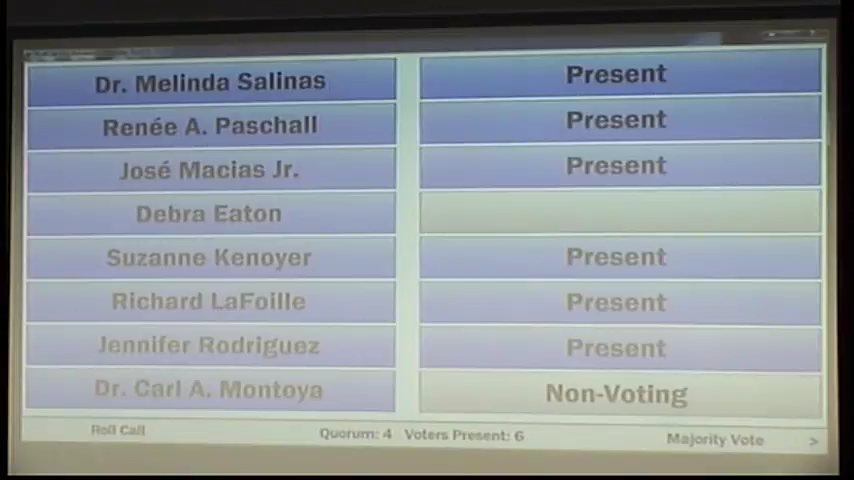 Dr. Melinda Salinas Present
Renée A. Paschall Present
José Macias Jr. Present
Debra Eaton
Suzanne Kenoyer Present
Richard LaFoille Present
Jennifer Rodriguez Present
Dr. Carl A. Montoya Non-Voting
Roll Call Quorum: 4 Voters Present: 6 Majority Vote >